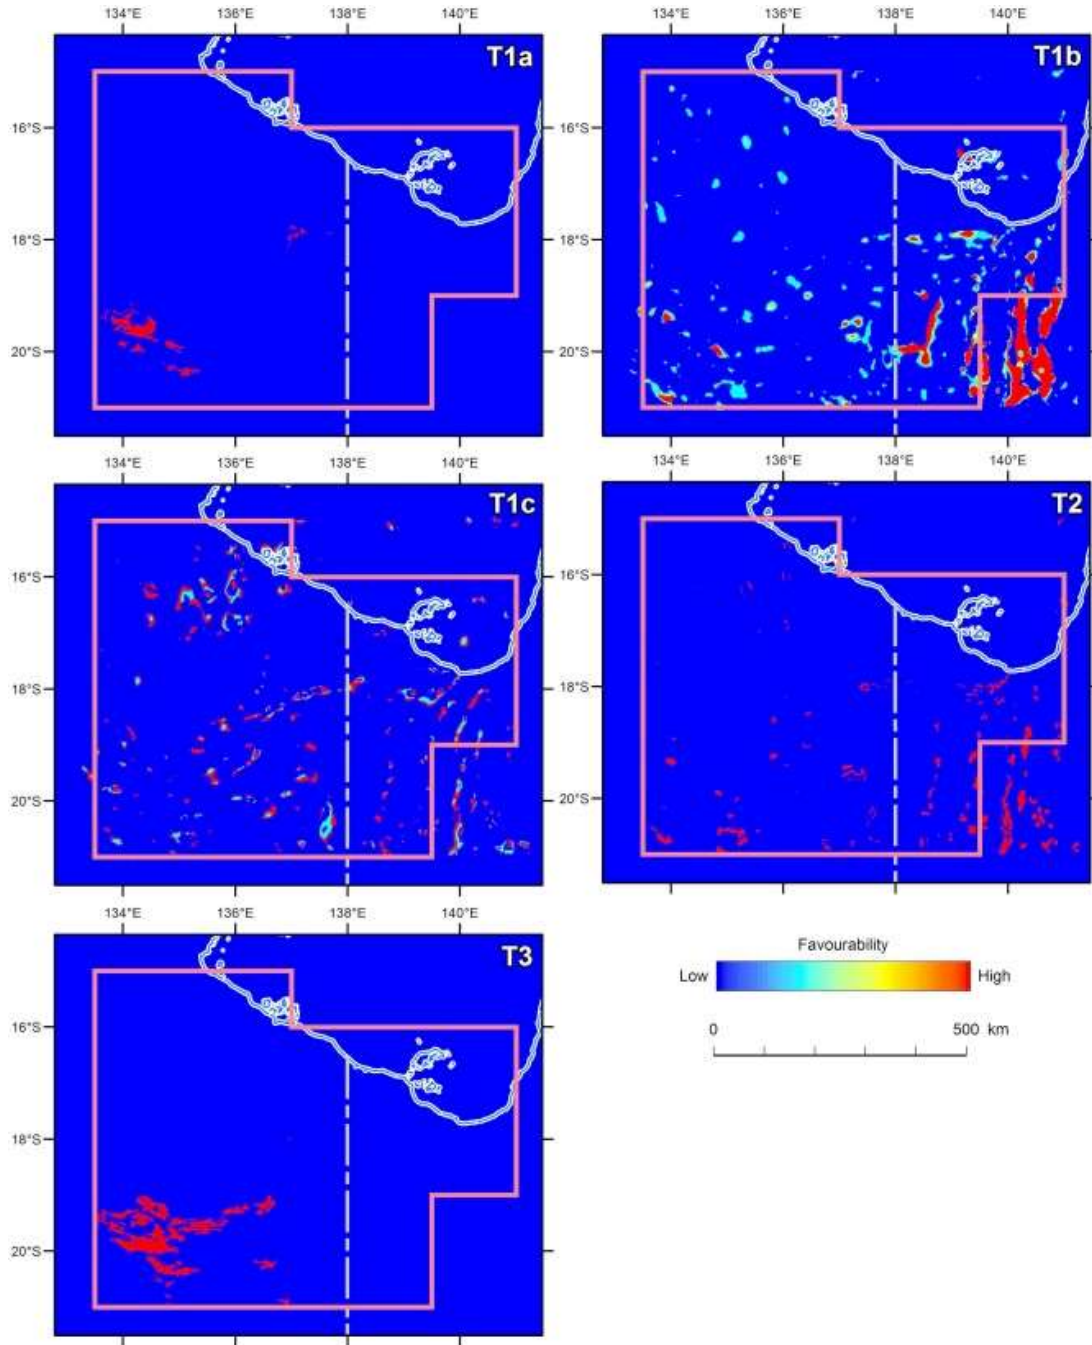 134°E 136°E 138°E 140°E 134°E 136°E 138°E 140°E
T1a T1b
16°S 16°S
18°S 18°S
20°S 20°S
134°E 136°E 138°E 140°E 134°E 136°E 138°E 140°E
T1c T2
16°S 16°S
18°S 18°S
20°S 20°S
134°E 136°E 138°E 140°E
T3
Favourability
Low High
16°S
0 500 km
18°S
20°S